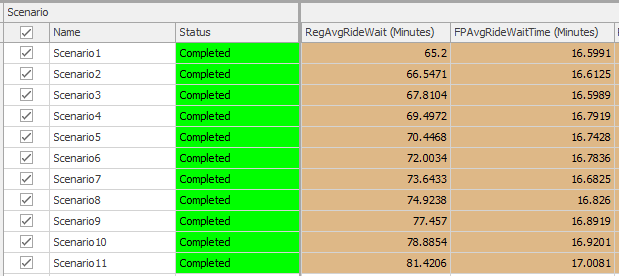 Scenario
Name Status RegAvgRideWait (Minutes) FPAvgRideWaitTime (Minutes)
Scenario1 Completed 65.2 16.5991
Scenario2 Completed 66.5471 16.6125
Scenario3 Completed 67.8104 16.5989
Scenario4 Completed 69.4972 16.7919
Scenario5 Completed 70.4468 16.7428
Scenario6 Completed 72.0034 16.7836
Scenario7 Completed 73.6433 16.6825
Scenario8 Completed 74.9238 16.826
Scenario9 Completed 77.457 16.8919
Scenario10 Completed 78.8854 16.9201
Scenario11 Completed 81.4206 17.0081